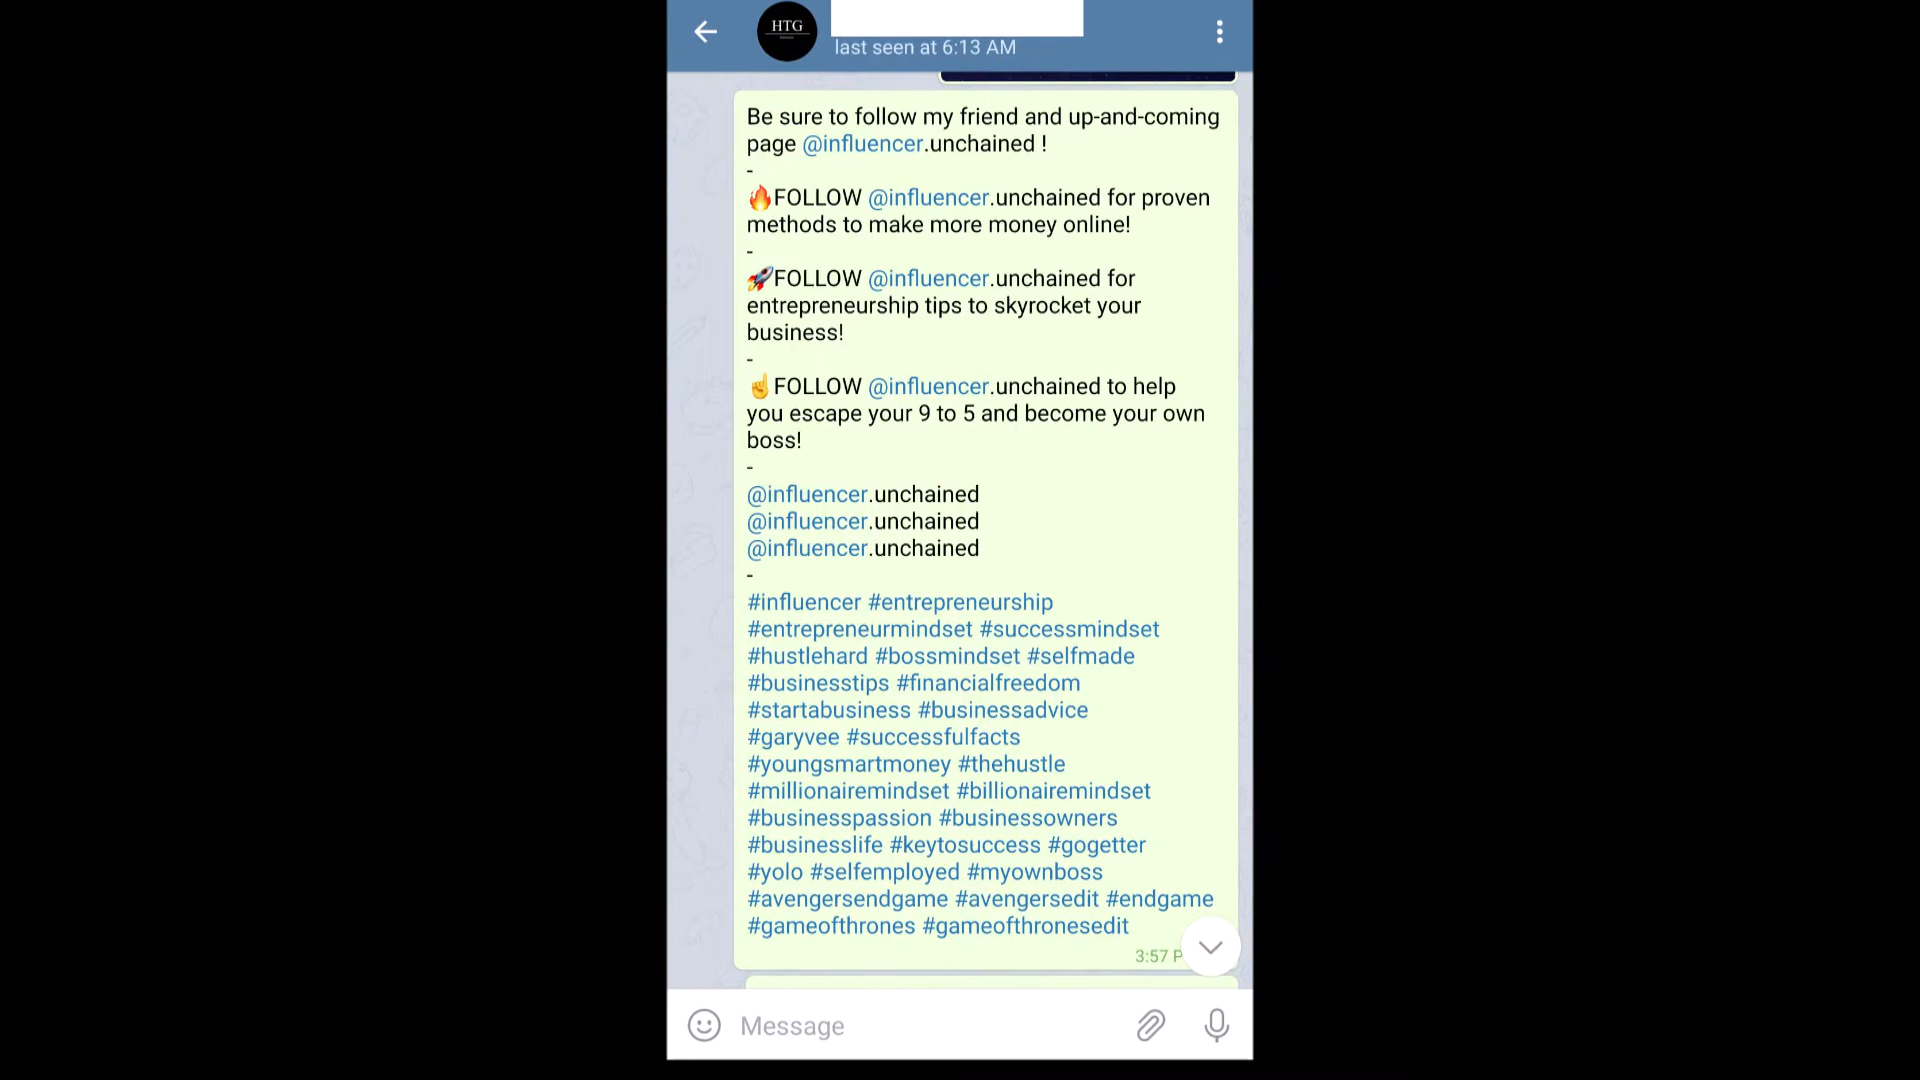 HTG
last seen at 6:13 AM
Be sure to follow my friend and up-and-coming
page @influencer.unchained !
-
🔥FOLLOW @influencer.unchained for proven
methods to make more money online!
-
🚀FOLLOW @influencer.unchained for
entrepreneurship tips to skyrocket your
business!
-
☝FOLLOW @influencer.unchained to help
you escape your 9 to 5 and become your own
boss!
-
@influencer.unchained
@influencer.unchained
@influencer.unchained
-
#influencer #entrepreneurship
#entrepreneurmindset #successmindset
#hustlehard #bossmindset #selfmade
#businesstips #financialfreedom
#startabusiness #businessadvice
#garyvee #successfulfacts
#youngsmartmoney #thehustle
#millionairemindset #billionairemindset
#businesspassion #businessowners
#businesslife #keytosuccess #gogetter
#yolo #selfemployed #myownboss
#avengersendgame #avengersedit #endgame
#gameofthrones #gameofthronesedit
3:57 P
Message